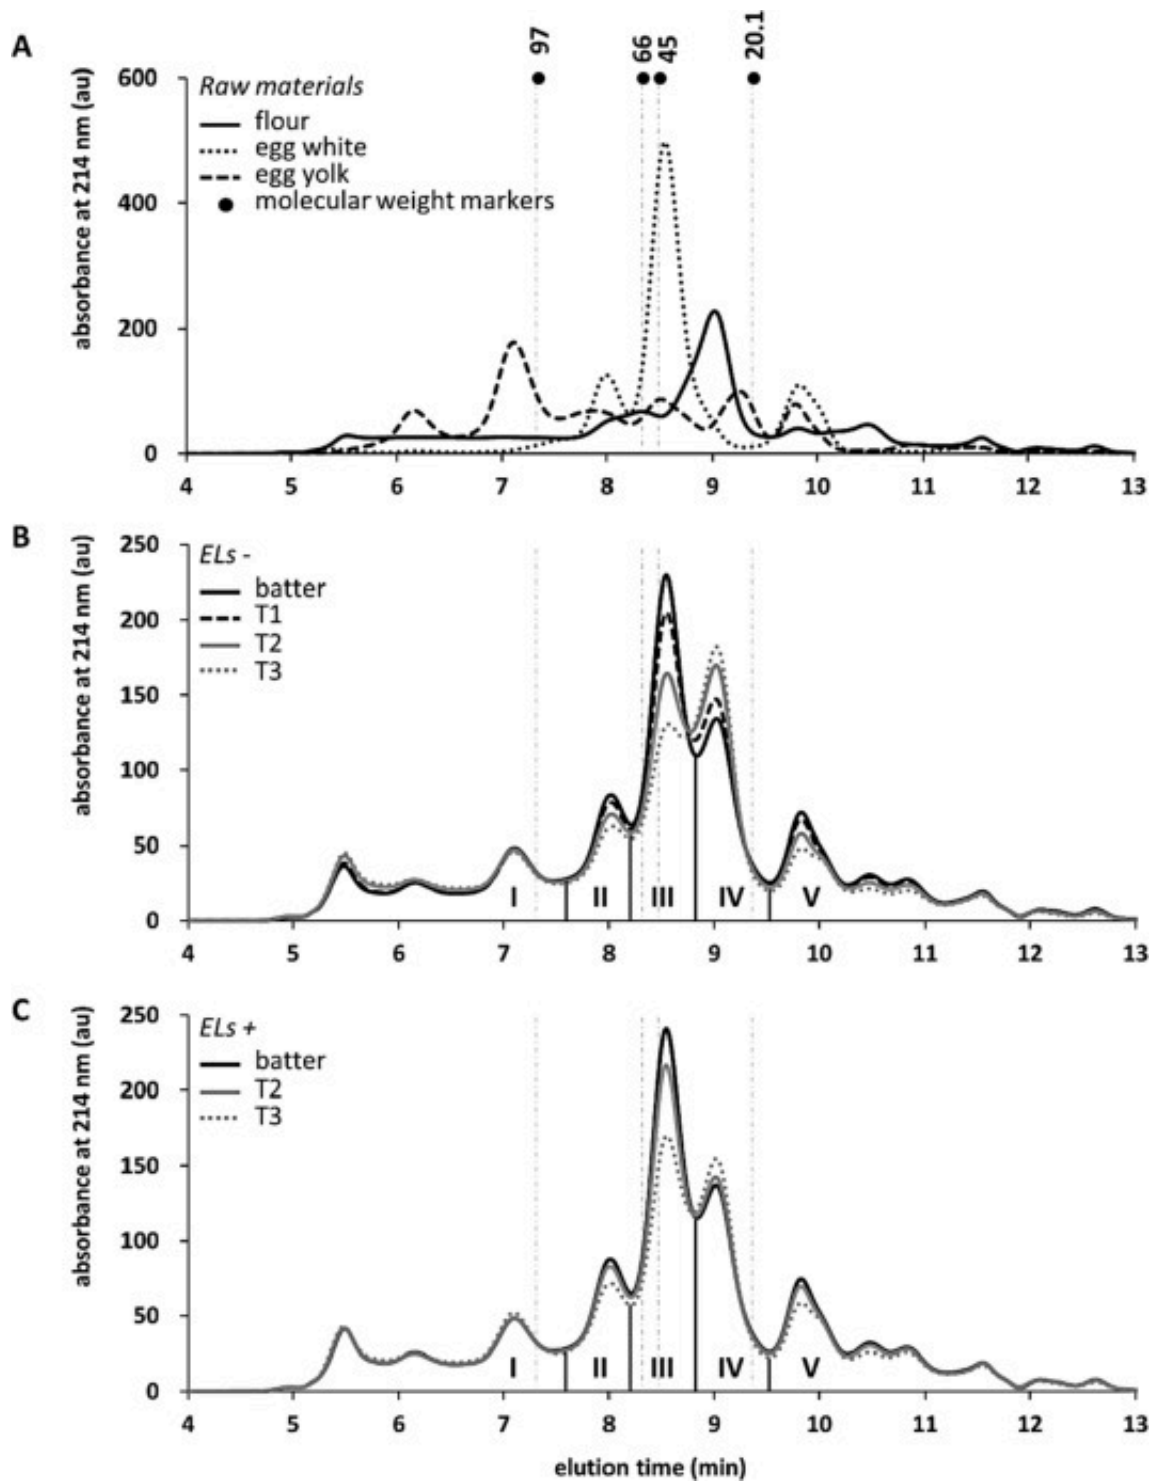 A
97
66
45
20.1
absorbance at 214 nm (au)
600
400
200
0
Raw materials
flour
egg white
egg yolk
molecular weight markers
4 5 6 7 8 9 10 11 12 13
B
absorbance at 214 nm (au)
250
200
150
100
50
0
ELs -
batter
T1
T2
T3
I II III IV V
4 5 6 7 8 9 10 11 12 13
C
absorbance at 214 nm (au)
250
200
150
100
50
0
ELs +
batter
T2
T3
I II III IV V
4 5 6 7 8 9 10 11 12 13
elution time (min)